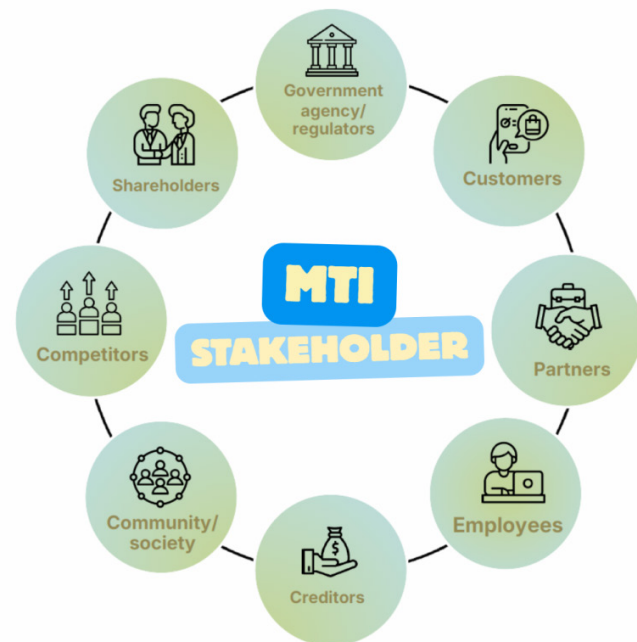 Government
agency/
regulators
Customers
Partners
Employees
Creditors
Community/
society
Competitors
Shareholders
MTI
STAKEHOLDER